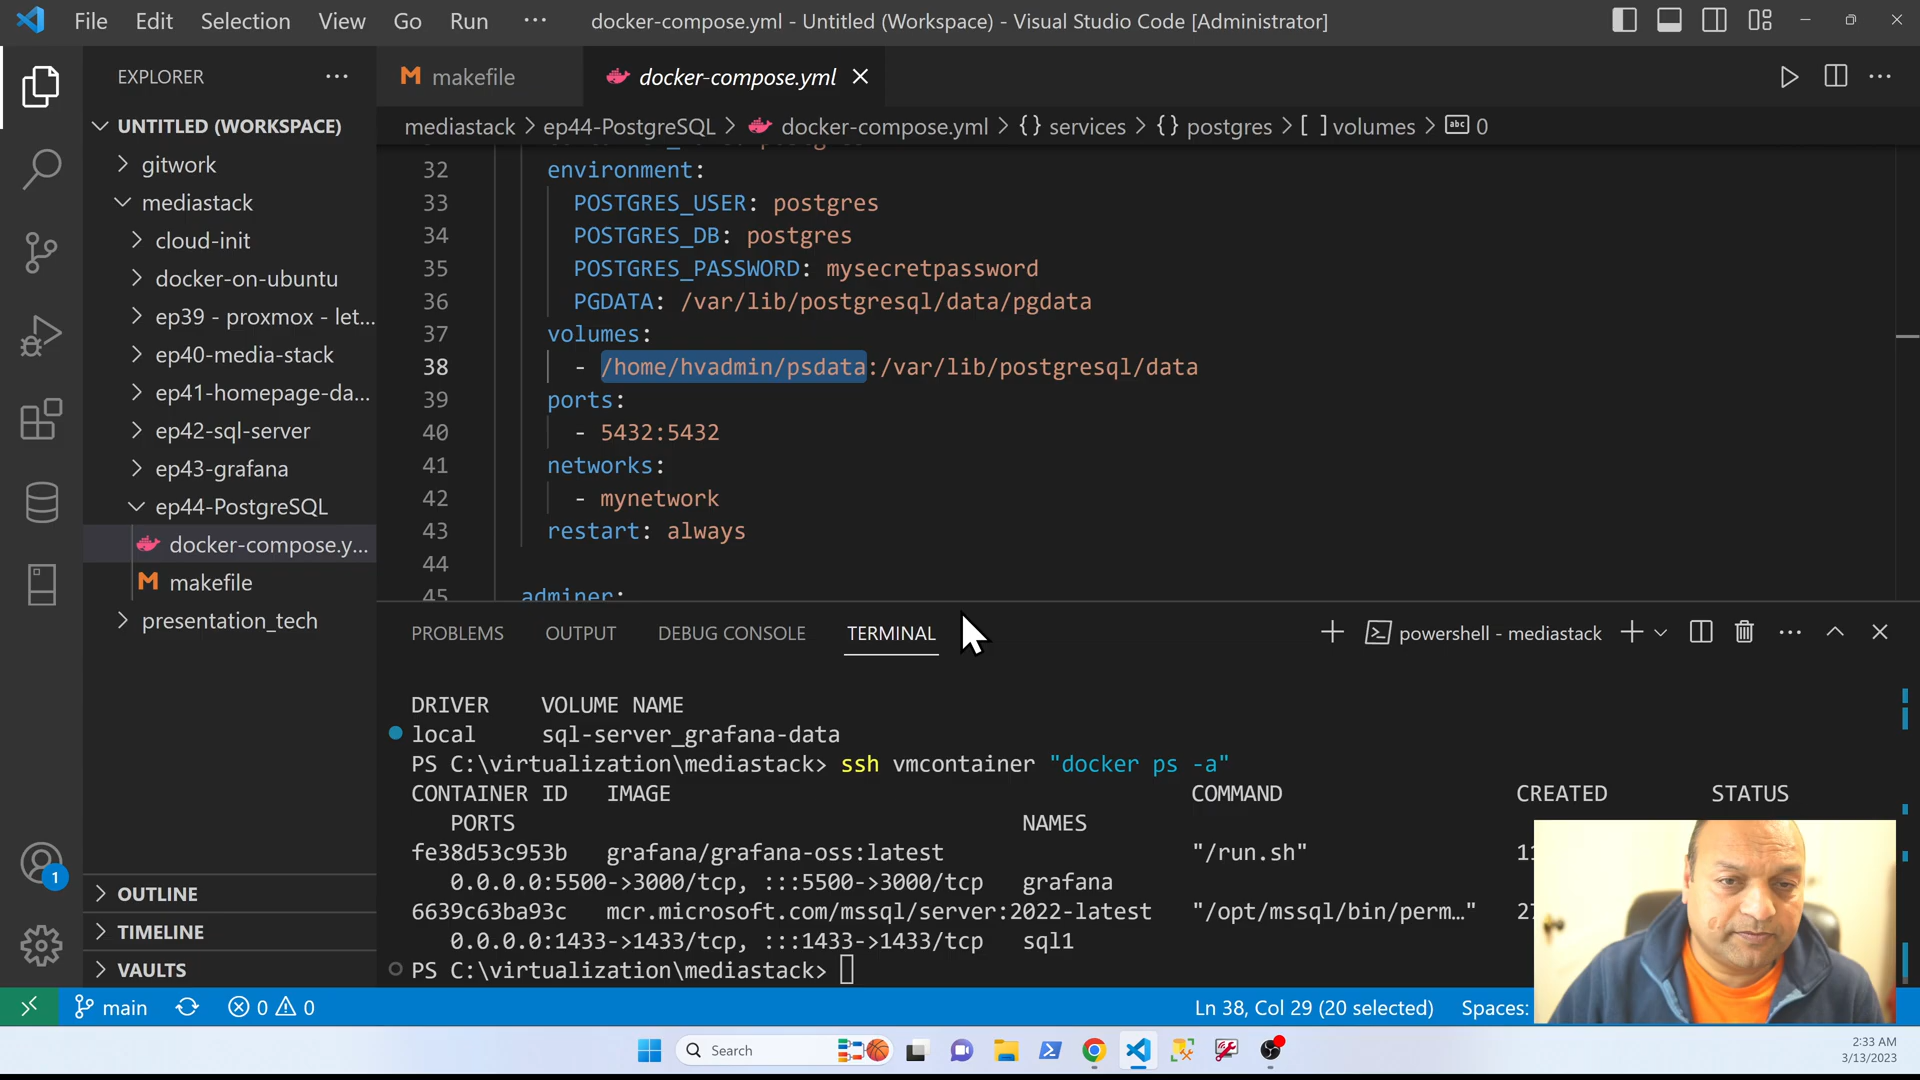 File Edit Selection View Go Run ··· docker-compose.yml - Untitled (Workspace) - Visual Studio Code [Administrator]
EXPLORER ···
makefile
docker-compose.yml
UNTITLED (WORKSPACE)
gitwork
mediastack
cloud-init
docker-on-ubuntu
ep39 - proxmox - let...
ep40-media-stack
ep41-homepage-da...
ep42-sql-server
ep43-grafana
ep44-PostgreSQL
docker-compose.y...
makefile
presentation_tech
OUTLINE
TIMELINE
VAULTS
mediastack > ep44-PostgreSQL > docker-compose.yml > {} services > {} postgres > [ ] volumes > abc 0
32 environment:
33 POSTGRES_USER: postgres
34 POSTGRES_DB: postgres
35 POSTGRES_PASSWORD: mysecretpassword
36 PGDATA: /var/lib/postgresql/data/pgdata
37 volumes:
38 - /home/hvadmin/psdata:/var/lib/postgresql/data
39 ports:
40 - 5432:5432
41 networks:
42 - mynetwork
43 restart: always
44
45 adminer:
PROBLEMS OUTPUT DEBUG CONSOLE TERMINAL powershell - mediastack
DRIVER VOLUME NAME
local sql-server_grafana-data
PS C:\virtualization\mediastack> ssh vmcontainer "docker ps -a"
CONTAINER ID IMAGE COMMAND CREATED STATUS
PORTS NAMES
fe38d53c953b grafana/grafana-oss:latest "/run.sh" 11
0.0.0.0:5500->3000/tcp, :::5500->3000/tcp grafana
6639c63ba93c mcr.microsoft.com/mssql/server:2022-latest "/opt/mssql/bin/perm…" 27
0.0.0.0:1433->1433/tcp, :::1433->1433/tcp sql1
PS C:\virtualization\mediastack>
1
main 0 0 Ln 38, Col 29 (20 selected) Spaces:
Search
2:33 AM
3/13/2023